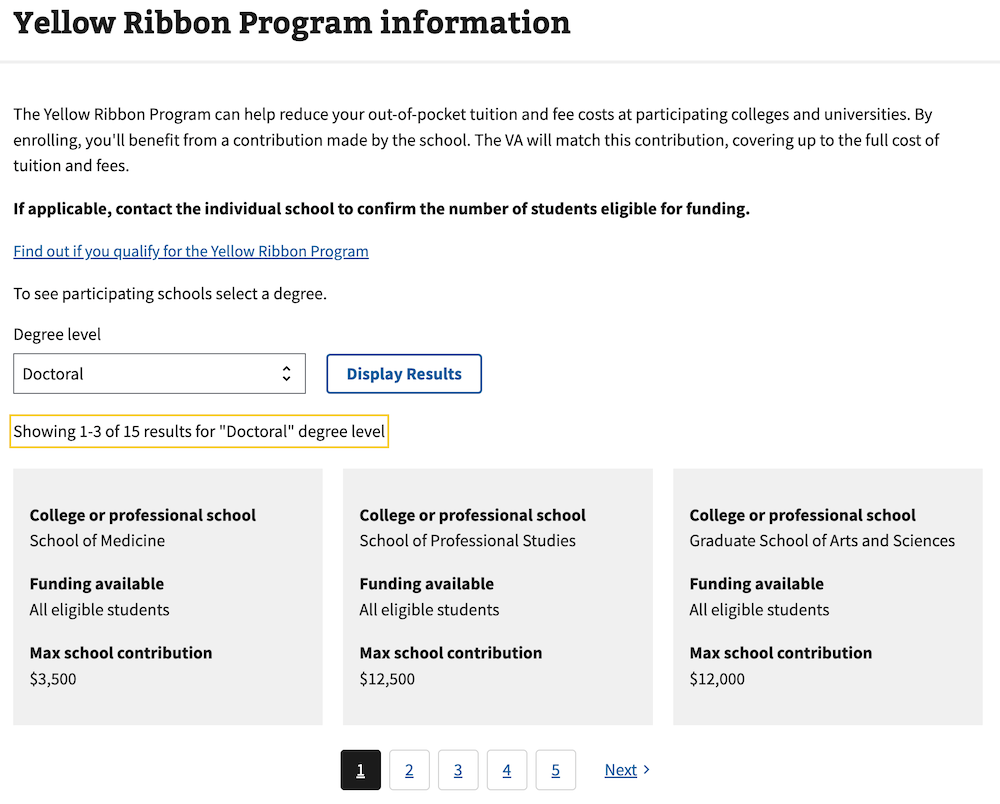 Yellow Ribbon Program information
The Yellow Ribbon Program can help reduce your out-of-pocket tuition and fee costs at participating colleges and universities. By
enrolling, you'll benefit from a contribution made by the school. The VA will match this contribution, covering up to the full cost of
tuition and fees.
If applicable, contact the individual school to confirm the number of students eligible for funding.
Find out if you qualify for the Yellow Ribbon Program
To see participating schools select a degree.
Degree level
Doctoral
Display Results
Showing 1-3 of 15 results for "Doctoral" degree level
College or professional school
School of Medicine
Funding available
All eligible students
Max school contribution
$3,500
College or professional school
School of Professional Studies
Funding available
All eligible students
Max school contribution
$12,500
College or professional school
Graduate School of Arts and Sciences
Funding available
All eligible students
Max school contribution
$12,000
1 2 3 4 5 Next